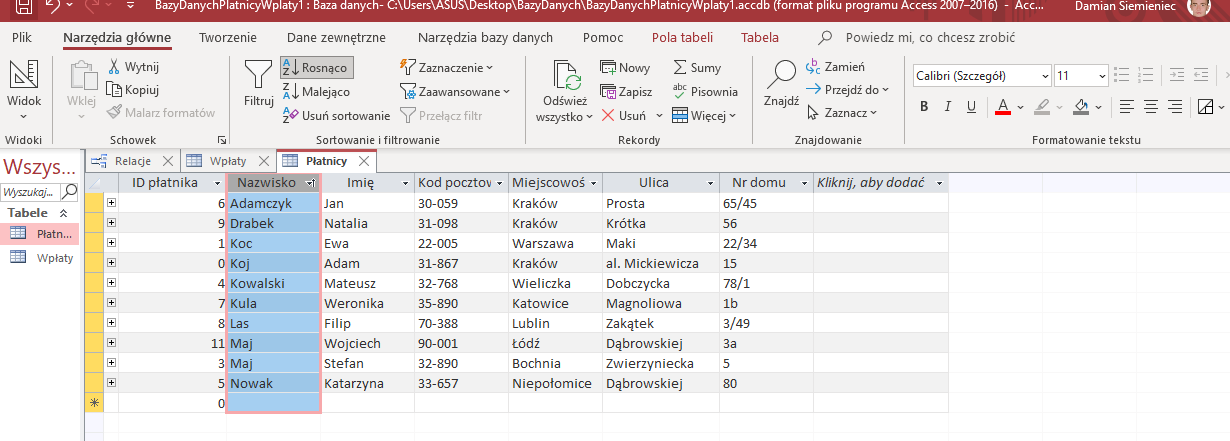 BazyDanychPlatnicyWplaty1 : Baza danych- C:\Users\ASUS\Desktop\BazyDanych\BazyDanychPlatnicyWplaty1.accdb (format pliku programu Access 2007–2016) - Acc...
Damian Siemieniec
Plik Narzędzia główne Tworzenie Dane zewnętrzne Narzędzia bazy danych Pomoc Pola tabeli Tabela Powiedz mi, co chcesz zrobić
Widok
Widoki
Wklej
Wytnij
Kopiuj
Malarz formatów
Schowek
Filtruj
Rosnąco
Malejąco
Usuń sortowanie
Zaznaczenie
Zaawansowane
Przełącz filtr
Sortowanie i filtrowanie
Odśwież
wszystko
Nowy
Zapisz
Usuń
Sumy
Pisownia
Więcej
Rekordy
Znajdź
Zamień
Przejdź do
Zaznacz
Znajdowanie
Calibri (Szczegół) 11
B I U A
Formatowanie tekstu
Wszys...
Wyszukaj...
Tabele
Płatn...
Wpłaty
Relacje Wpłaty Płatnicy
ID płatnika Nazwisko Imię Kod pocztow Miejscowoś Ulica Nr domu Kliknij, aby dodać
6 Adamczyk Jan 30-059 Kraków Prosta 65/45
9 Drabek Natalia 31-098 Kraków Krótka 56
1 Koc Ewa 22-005 Warszawa Maki 22/34
0 Koj Adam 31-867 Kraków al. Mickiewicza 15
4 Kowalski Mateusz 32-768 Wieliczka Dobczycka 78/1
7 Kula Weronika 35-890 Katowice Magnoliowa 1b
8 Las Filip 70-388 Lublin Zakątek 3/49
11 Maj Wojciech 90-001 Łódź Dąbrowskiej 3a
3 Maj Stefan 32-890 Bochnia Zwierzyniecka 5
5 Nowak Katarzyna 33-657 Niepołomice Dąbrowskiej 80
0